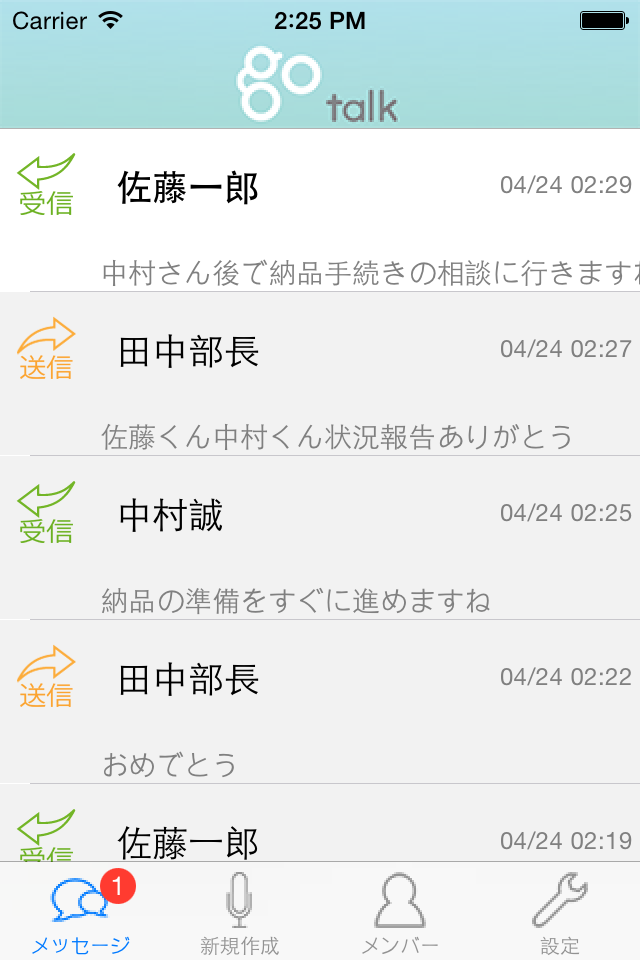 Carrier 2:25 PM
go talk
受信 佐藤一郎 04/24 02:29
中村さん後で納品手続きの相談に行きます
送信 田中部長 04/24 02:27
佐藤くん中村くん状況報告ありがとう
受信 中村誠 04/24 02:25
納品の準備をすぐに進めますね
送信 田中部長 04/24 02:22
おめでとう
受信 佐藤一郎 04/24 02:19
1
メッセージ 新規作成 メンバー 設定